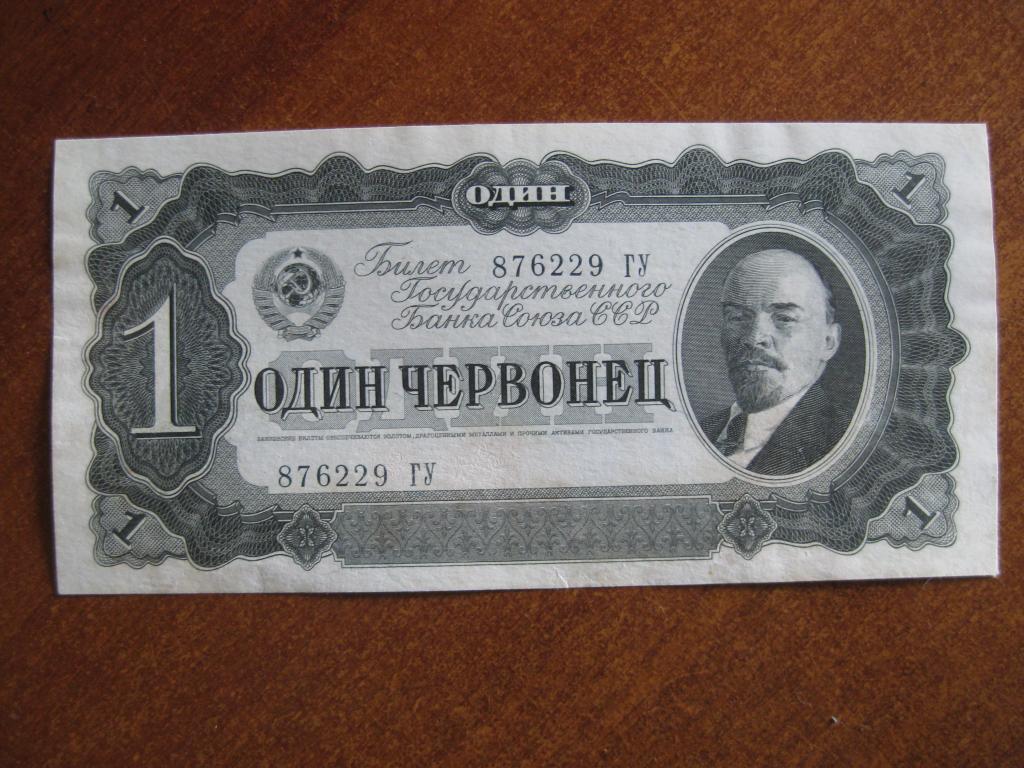 1
ОДИН
1
Билет 876229 ГУ
Государственного
Банка Союза ССР
1
ОДИН
ОДИН ЧЕРВОНЕЦ
БАНКОВСКИЕ БИЛЕТЫ ОБЕСПЕЧИВАЮТСЯ ЗОЛОТОМ, ДРАГОЦЕННЫМИ МЕТАЛЛАМИ И ПРОЧИМИ АКТИВАМИ ГОСУДАРСТВЕННОГО БАНКА
876229 ГУ
1
1